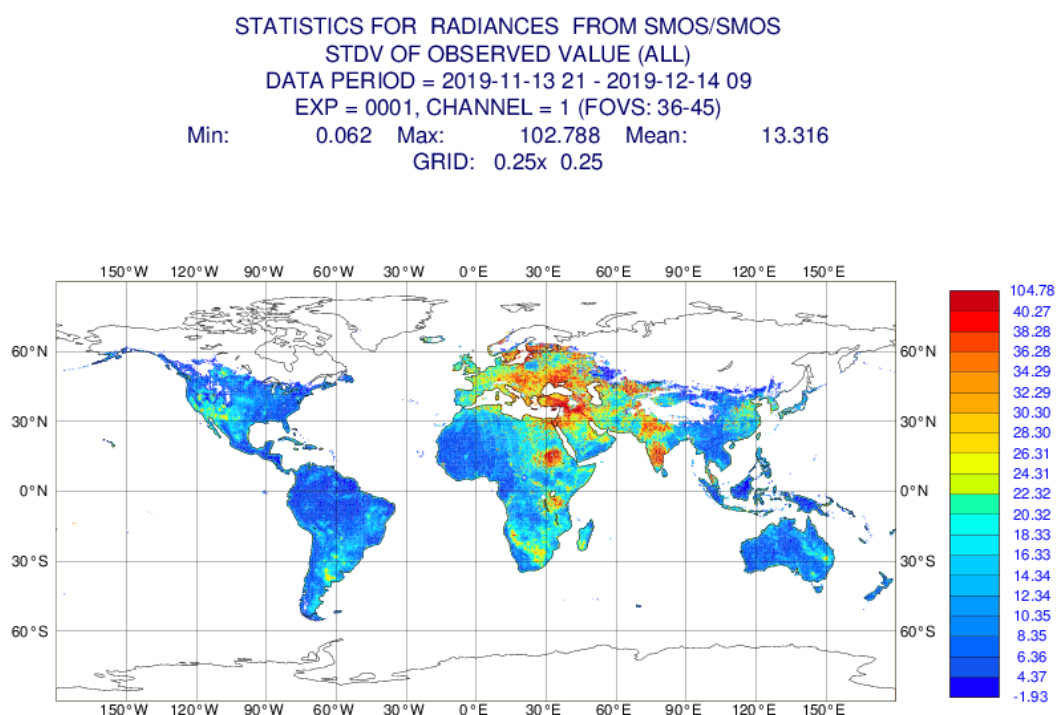 STATISTICS FOR RADIANCES FROM SMOS/SMOS
STDV OF OBSERVED VALUE (ALL)
DATA PERIOD = 2019-11-13 21 - 2019-12-14 09
EXP = 0001, CHANNEL = 1 (FOVS: 36-45)
Min: 0.062 Max: 102.788 Mean: 13.316
GRID: 0.25x 0.25
150°W 120°W 90°W 60°W 30°W 0°E 30°E 60°E 90°E 120°E 150°E
104.78
40.27
38.28
60°N 60°N 36.28
34.29
32.29
30°N 30°N 30.30
28.30
26.31
24.31
0°N 0°N 22.32
20.32
18.33
30°S 30°S 16.33
14.34
12.34
10.35
60°S 60°S 8.35
6.36
4.37
-1.93
150°W 120°W 90°W 60°W 30°W 0°E 30°E 60°E 90°E 120°E 150°E